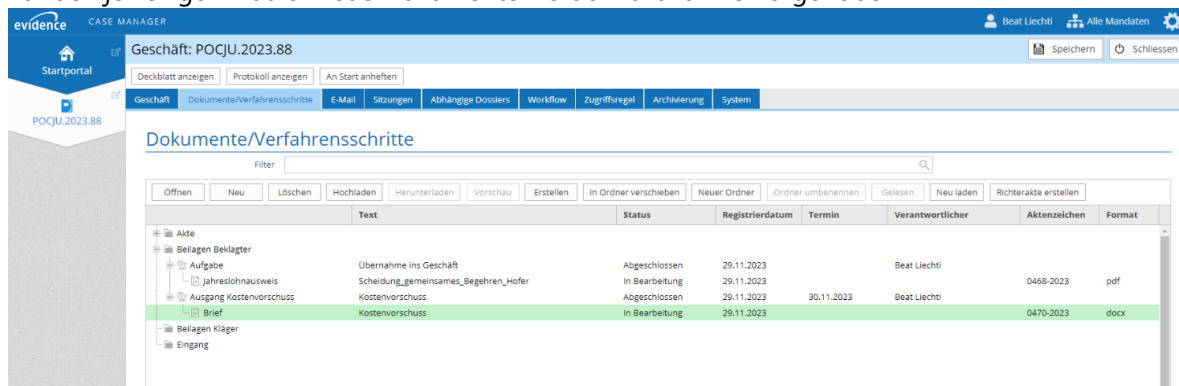 evidence CASE MANAGER Beat Liechti Alle Mandaten
Startportal
POCJU.2023.88
Geschäft: POCJU.2023.88 Speichern Schliessen
Deckblatt anzeigen Protokoll anzeigen An Start anheften
Geschäft Dokumente/Verfahrensschritte E-Mail Sitzungen Abhängige Dossiers Workflow Zugriffsregel Archivierung System
Dokumente/Verfahrensschritte
Filter
Öffnen Neu Löschen Hochladen Herunterladen Vorschau Erstellen In Ordner verschieben Neuer Ordner Ordner umbenennen Gelesen Neu laden Richterakte erstellen
Text Status Registrierdatum Termin Verantwortlicher Aktenzeichen Format
Akte
Beilagen Beklagter
Aufgabe Übernahme ins Geschäft Abgeschlossen 29.11.2023 Beat Liechti
Jahreslohnausweis Scheidung_gemeinsames_Begehren_Hofer In Bearbeitung 29.11.2023 0468-2023 pdf
Ausgang Kostenvorschuss Kostenvorschuss Abgeschlossen 29.11.2023 30.11.2023 Beat Liechti
Brief Kostenvorschuss In Bearbeitung 29.11.2023 0470-2023 docx
Beilagen Kläger
Eingang